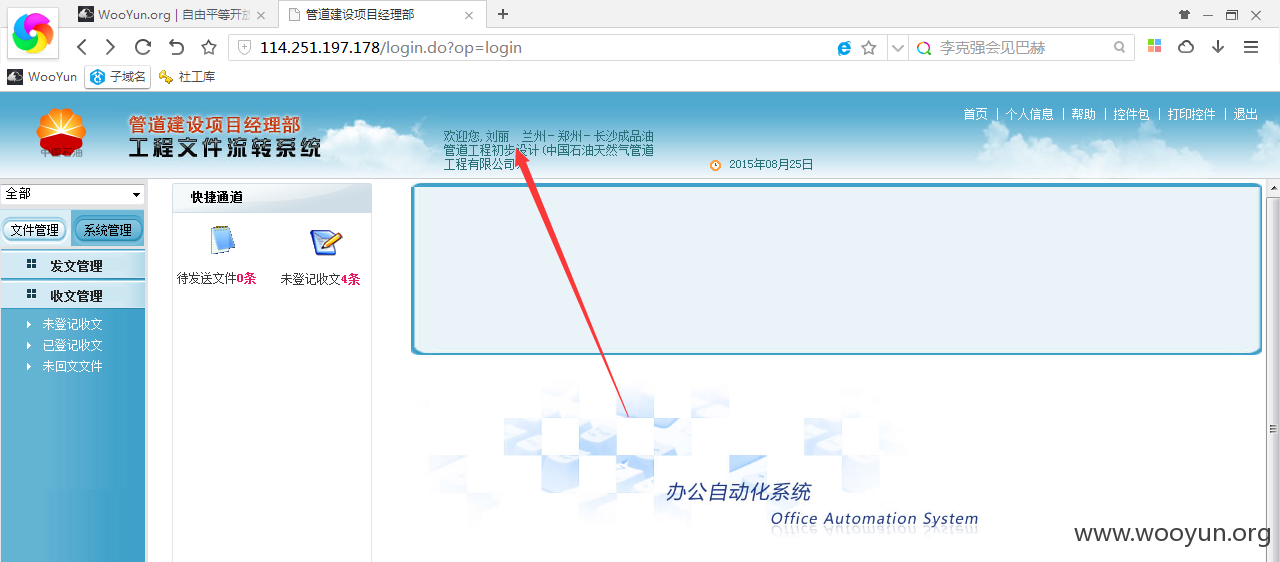 WooYun.org | 自由平等开放
管道建设项目经理部
114.251.197.178/login.do?op=login
李克强会见巴赫
WooYun 子域名 社工库
中国石油
管道建设项目经理部
工程文件流转系统
欢迎您, 刘丽 兰州－郑州－长沙成品油
管道工程初步设计(中国石油天然气管道
工程有限公司)
2015年08月25日
首页 | 个人信息 | 帮助 | 控件包 | 打印控件 | 退出
全部
文件管理 系统管理
发文管理
收文管理
未登记收文
已登记收文
未回文文件
快捷通道
待发送文件0条 未登记收文4条
办公自动化系统
Office Automation System
www.wooyun.org